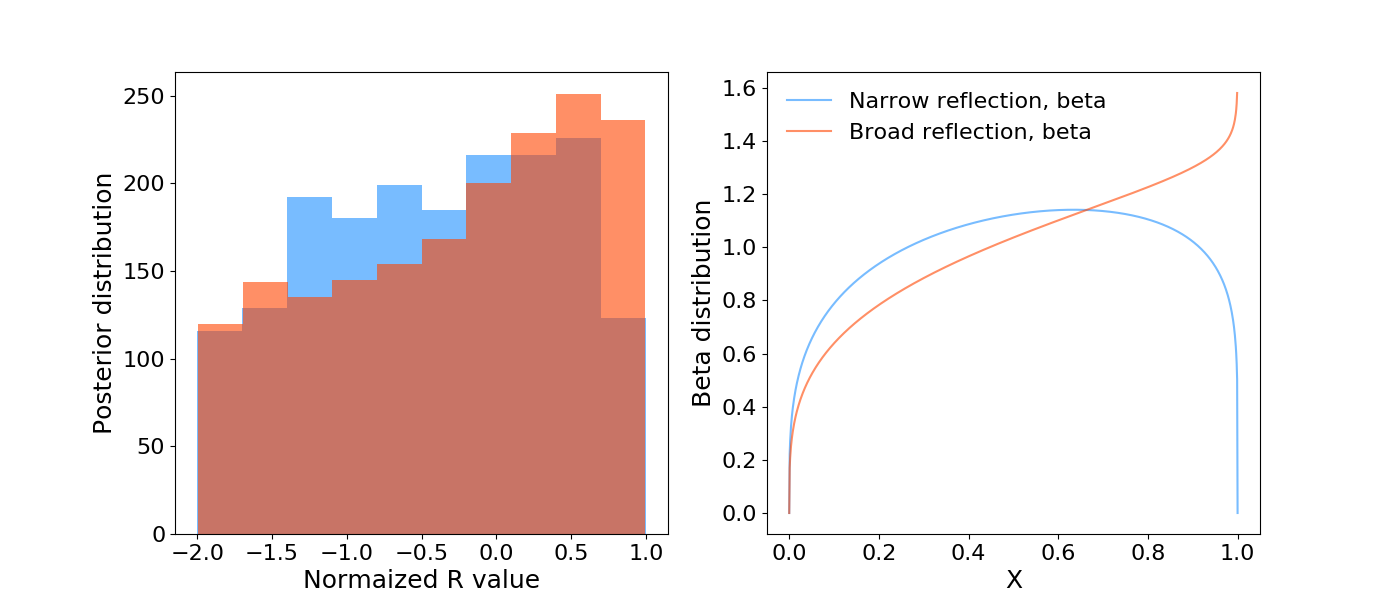 Posterior distribution
250
200
150
100
50
0
−2.0 −1.5 −1.0 −0.5 0.0 0.5 1.0
Normaized R value
Beta distribution
1.6
1.4
1.2
1.0
0.8
0.6
0.4
0.2
0.0
Narrow reflection, beta
Broad reflection, beta
0.0 0.2 0.4 0.6 0.8 1.0
X